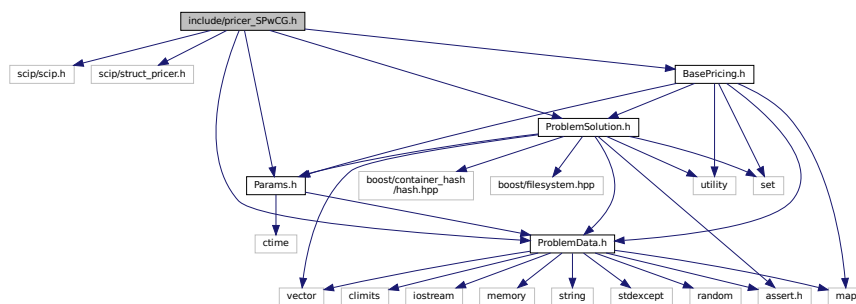 include/pricer_SPwCG.h
scip/scip.h
scip/struct_pricer.h
BasePricing.h
ProblemSolution.h
Params.h
boost/container_hash
/hash.hpp
boost/filesystem.hpp
utility
set
ctime
ProblemData.h
vector
climits
iostream
memory
string
stdexcept
random
assert.h
map